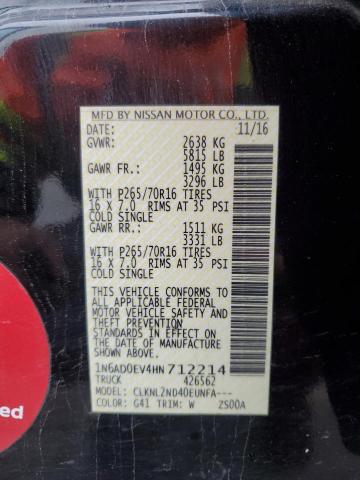 MFD BY NISSAN MOTOR CO., LTD.
DATE: 11/16
GVWR: 2638 KG
5815 LB
GAWR FR.: 1495 KG
3296 LB
WITH P265/70R16 TIRES
16 X 7.0 RIMS AT 35 PSI
COLD SINGLE
GAWR RR.: 1511 KG
3331 LB
WITH P265/70R16 TIRES
16 X 7.0 RIMS AT 35 PSI
COLD SINGLE
THIS VEHICLE CONFORMS TO
ALL APPLICABLE FEDERAL
MOTOR VEHICLE SAFETY AND
THEFT PREVENTION
STANDARDS IN EFFECT ON
THE DATE OF MANUFACTURE
SHOWN ABOVE.
1N6AD0EV4HN712214
TRUCK 426562
MODEL: CLKNL2ND40EUNFA---
COLOR: G41 TRIM: W ZS00A